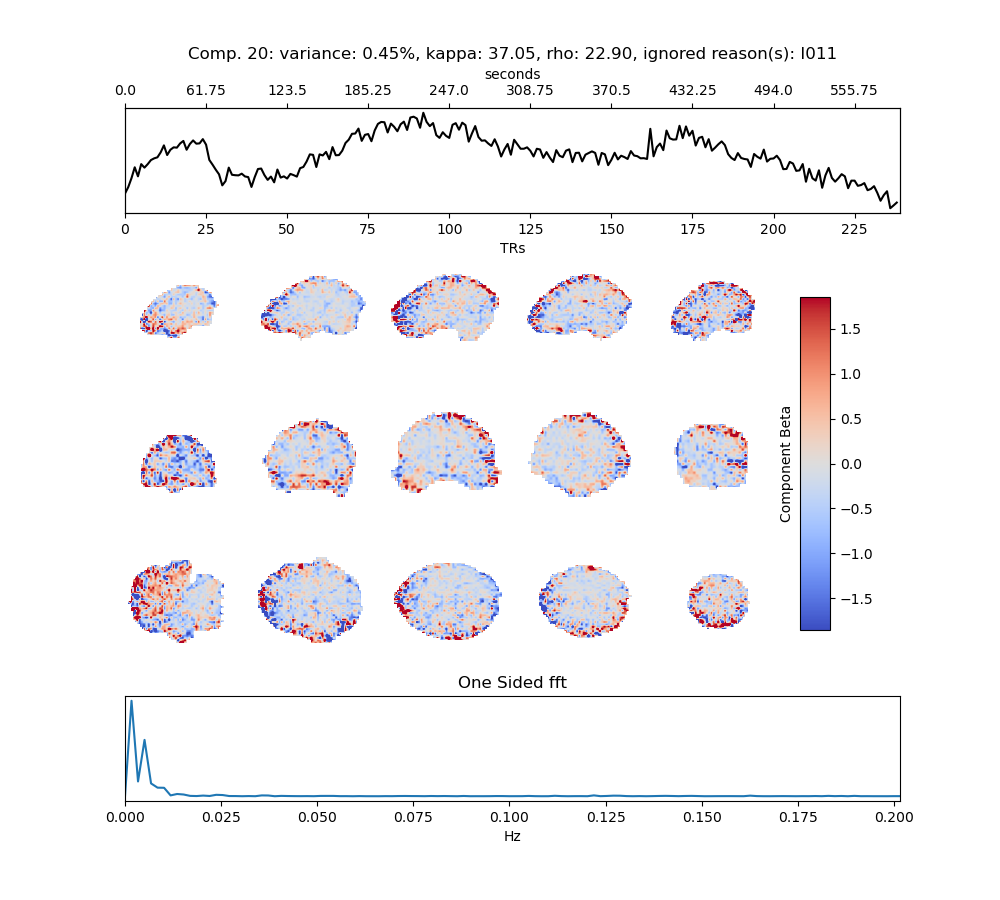 Comp. 20: variance: 0.45%, kappa: 37.05, rho: 22.90, ignored reason(s): I011
seconds
0.0 61.75 123.5 185.25 247.0 308.75 370.5 432.25 494.0 555.75
0 25 50 75 100 125 150 175 200 225
TRs
1.5
1.0
0.5
0.0
−0.5
−1.0
−1.5
Component Beta
One Sided fft
0.000 0.025 0.050 0.075 0.100 0.125 0.150 0.175 0.200
Hz